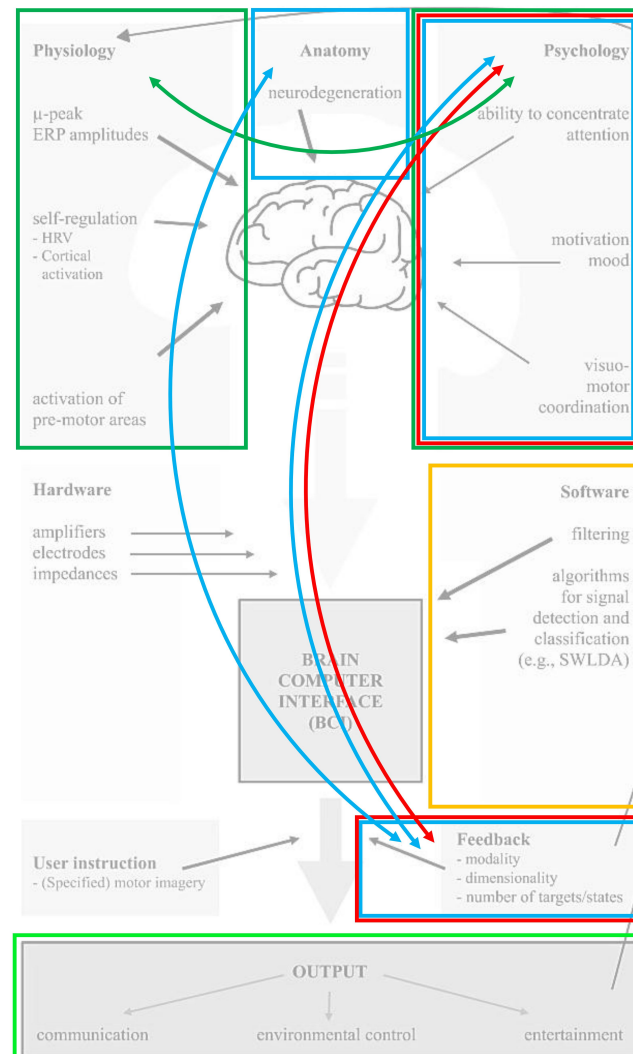 Physiology
Anatomy
Psychology
μ-peak
ERP amplitudes
neurodegeneration
ability to concentrate
attention
self-regulation
- HRV
- Cortical
activation
motivation
mood
activation of
pre-motor areas
visuo-
motor
coordination
Hardware
amplifiers
electrodes
impedances
Software
filtering
algorithms
for signal
detection and
classification
(e.g., SWLDA)
BRAIN
COMPUTER
INTERFACE
(BCI)
User instruction
- (Specified) motor imagery
Feedback
- modality
- dimensionality
- number of targets/states
OUTPUT
communication
environmental control
entertainment